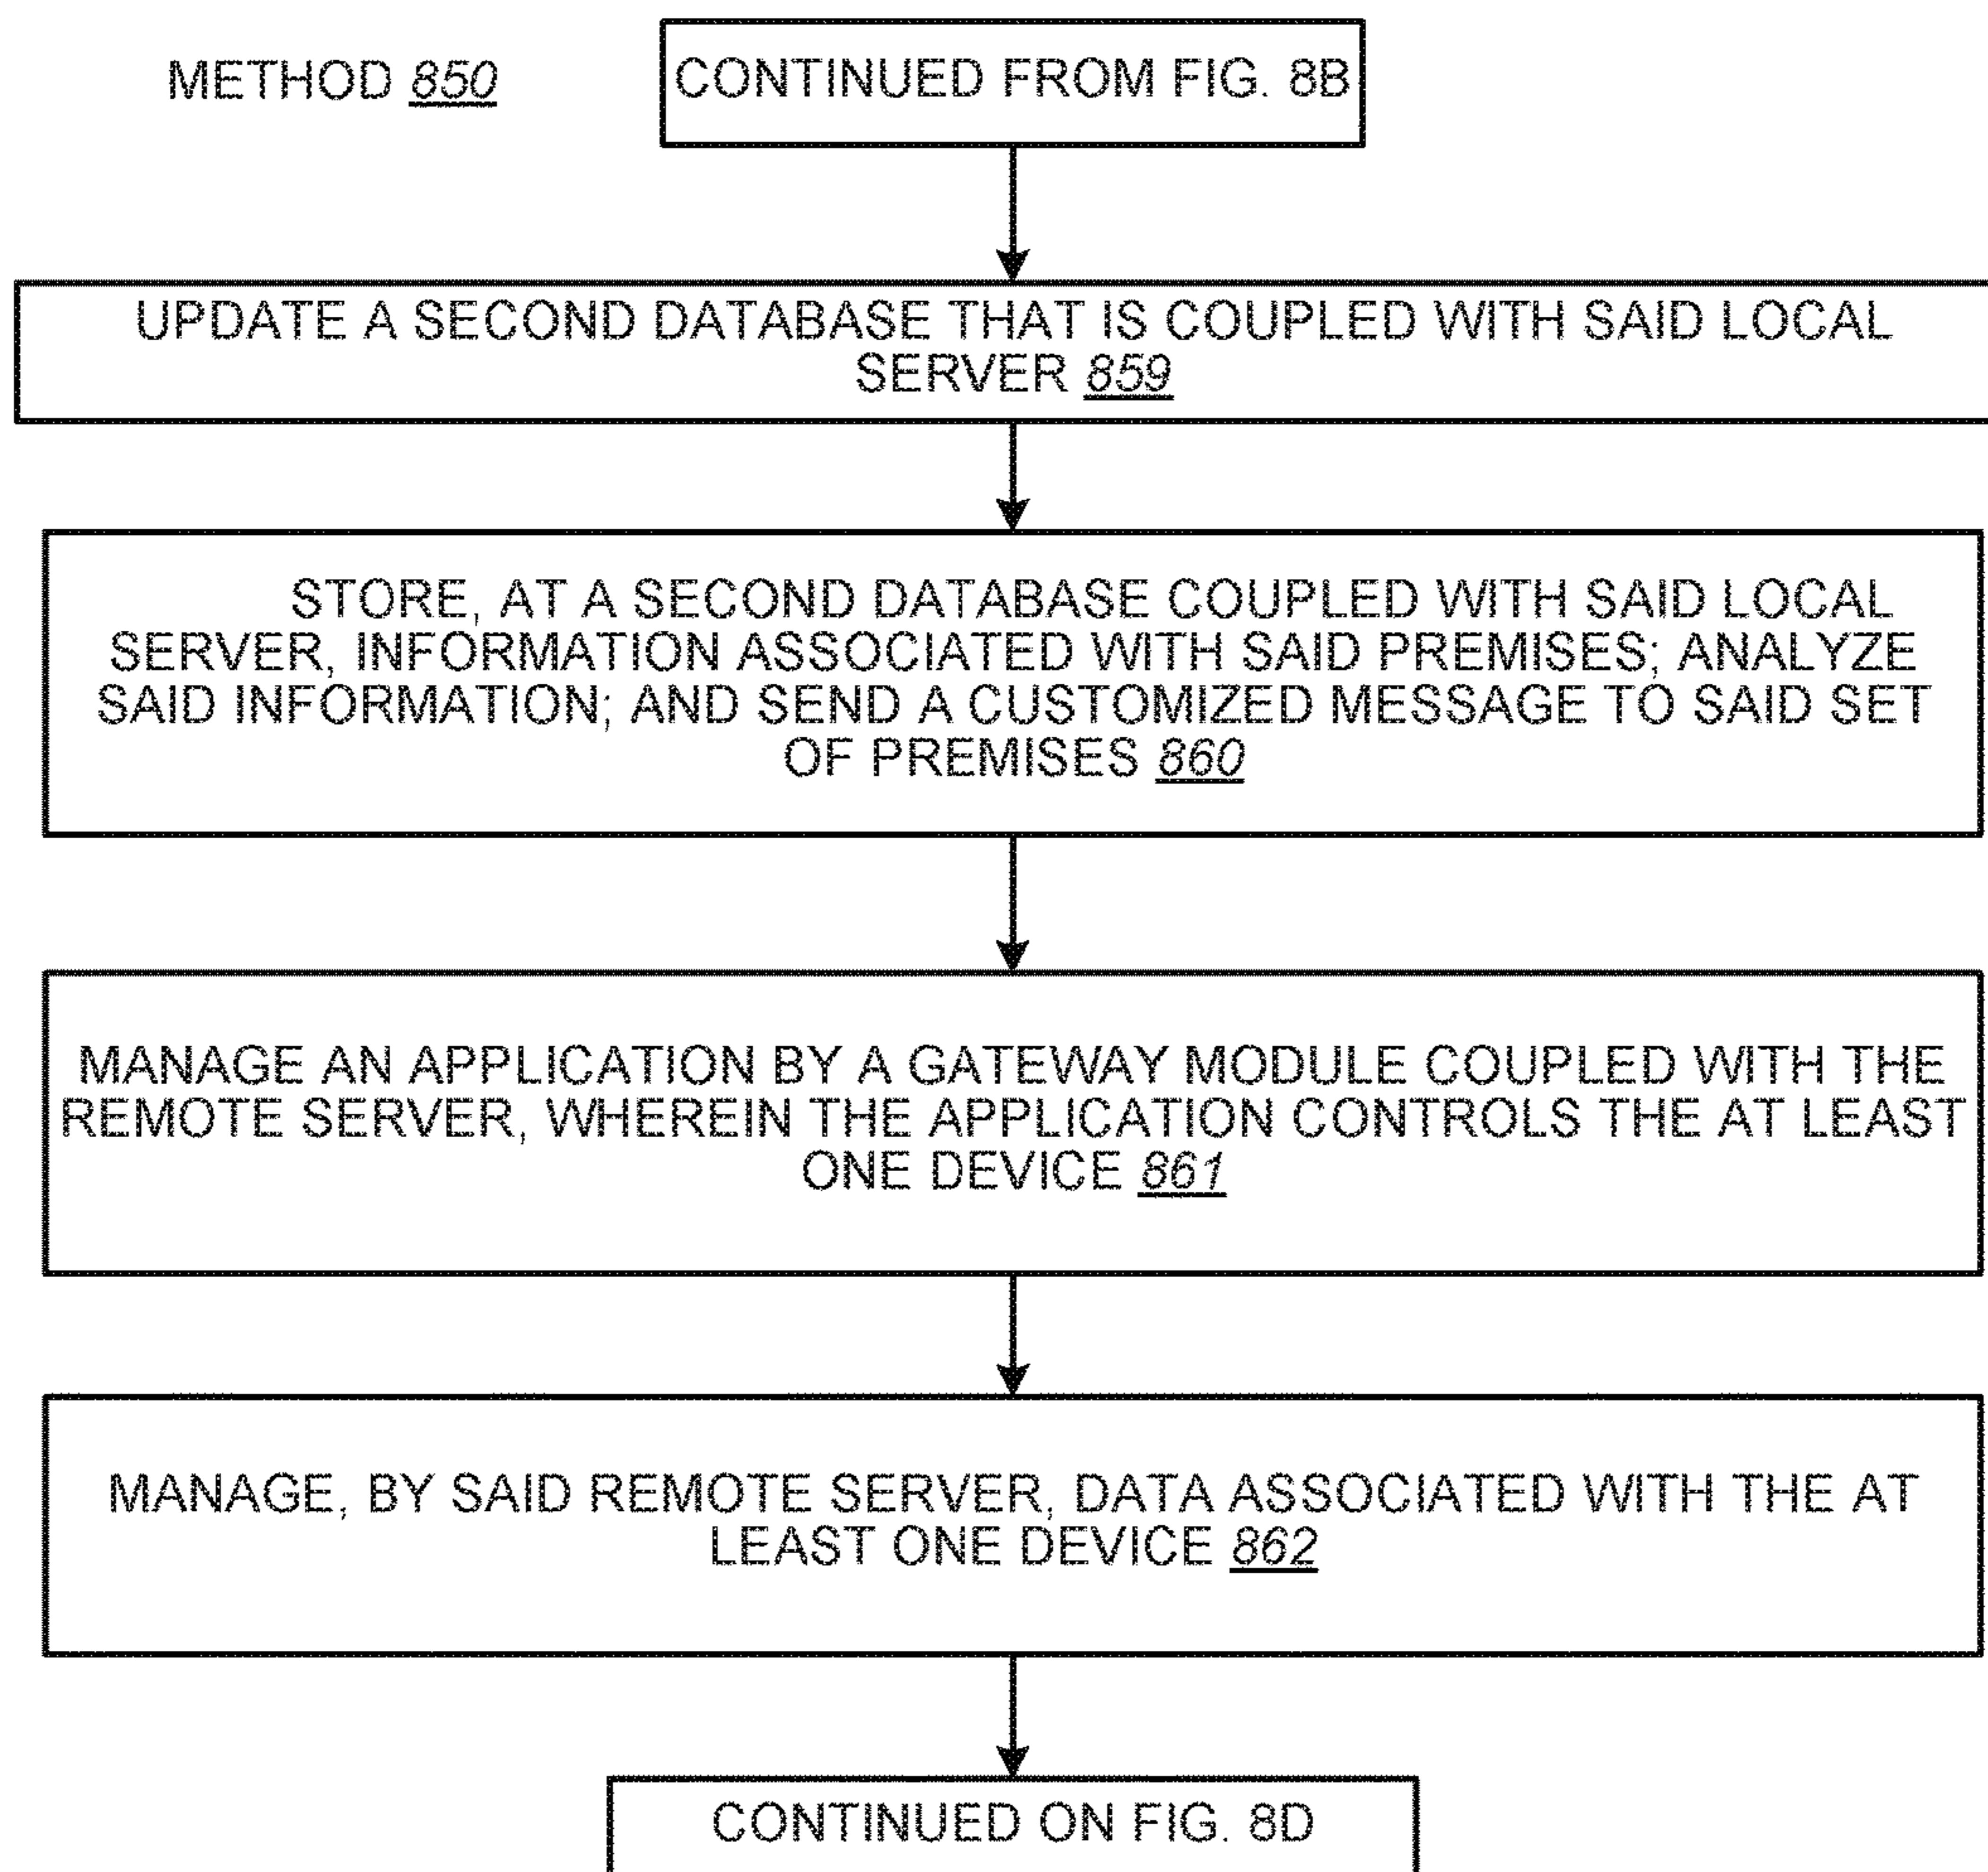 METHOD 850
CONTINUED FROM FIG. 8B
UPDATE A SECOND DATABASE THAT IS COUPLED WITH SAID LOCAL
SERVER 859
STORE, AT A SECOND DATABASE COUPLED WITH SAID LOCAL
SERVER, INFORMATION ASSOCIATED WITH SAID PREMISES; ANALYZE
SAID INFORMATION; AND SEND A CUSTOMIZED MESSAGE TO SAID SET
OF PREMISES 860
MANAGE AN APPLICATION BY A GATEWAY MODULE COUPLED WITH THE
REMOTE SERVER, WHEREIN THE APPLICATION CONTROLS THE AT LEAST
ONE DEVICE 861
MANAGE, BY SAID REMOTE SERVER, DATA ASSOCIATED WITH THE AT
LEAST ONE DEVICE 862
CONTINUED ON FIG. 8D